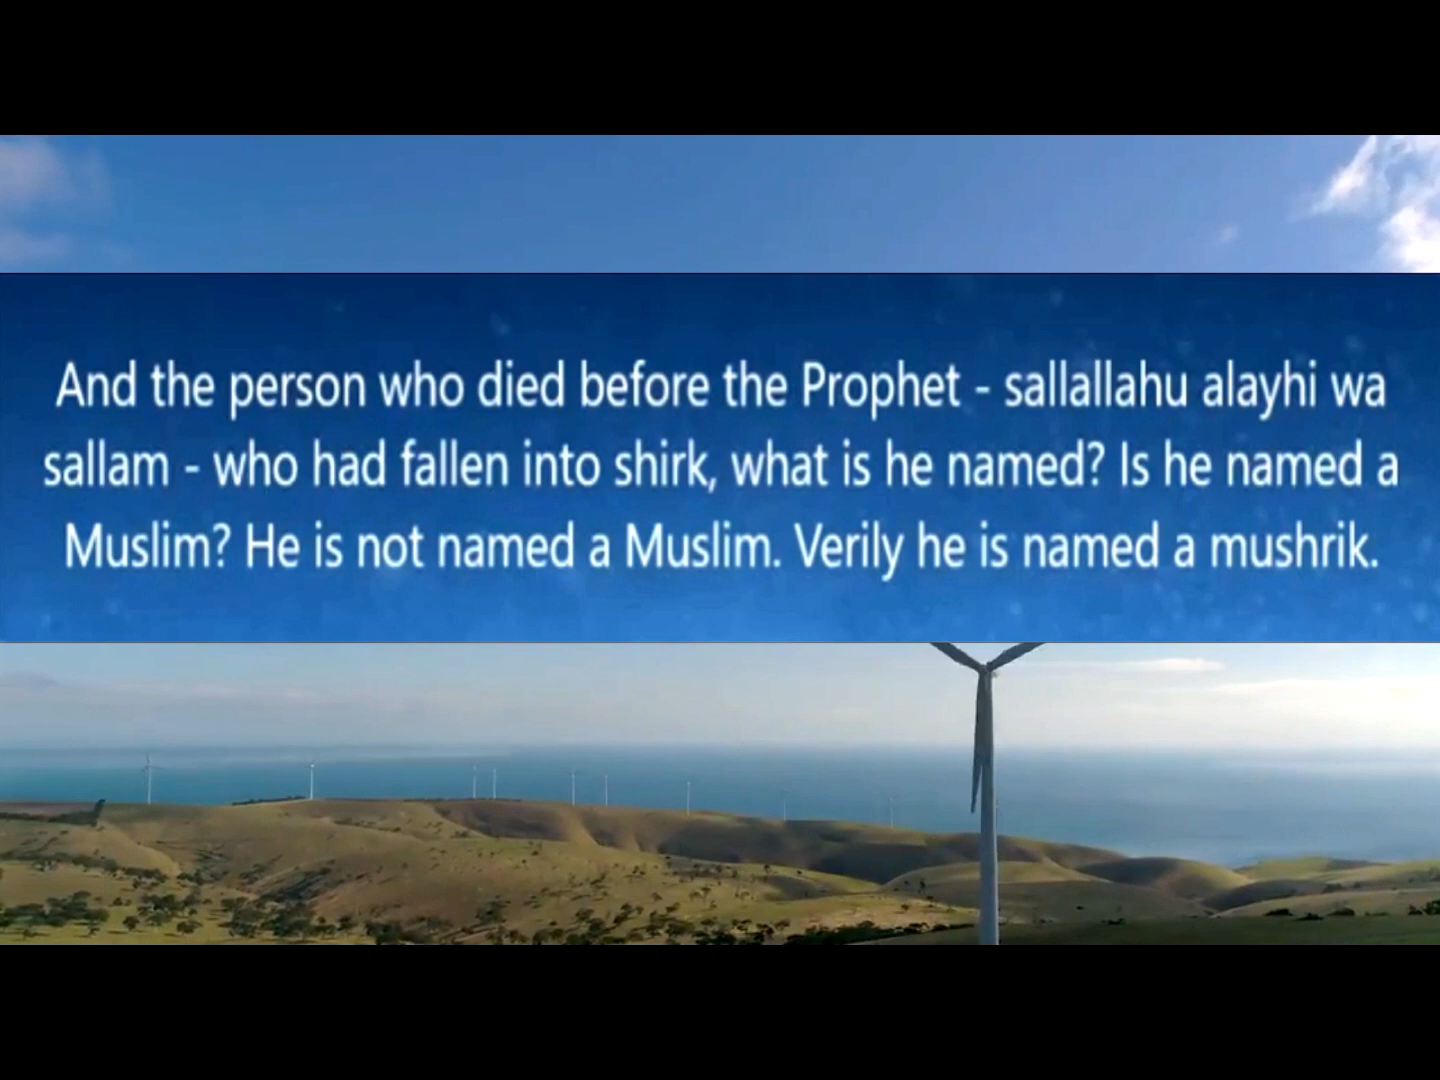 And the person who died before the Prophet - sallallahu alayhi wa
sallam - who had fallen into shirk, what is he named? Is he named a
Muslim? He is not named a Muslim. Verily he is named a mushrik.